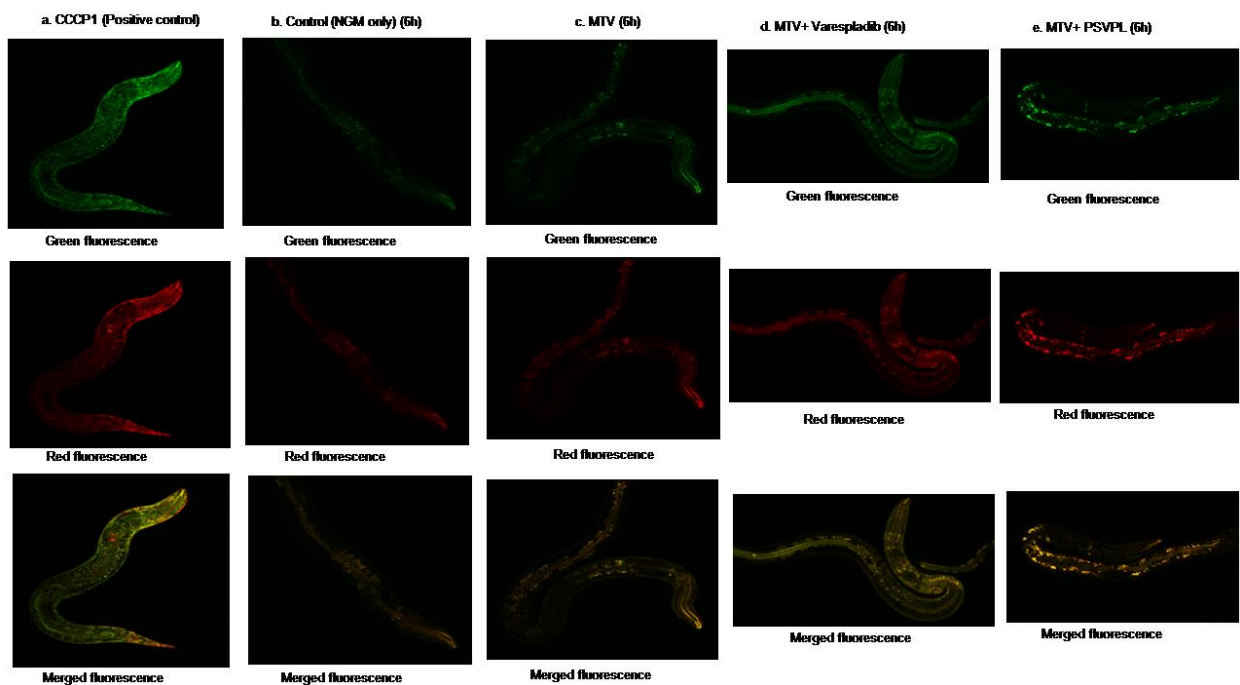 a. CCCP1 (Positive control)
b. Control (NGM only) (6h)
c. MTV (6h)
d. MTV+ Varespladib (6h)
e. MTV+ PSVPL (6h)
Green fluorescence
Green fluorescence
Green fluorescence
Green fluorescence
Green fluorescence
Red fluorescence
Red fluorescence
Red fluorescence
Red fluorescence
Red fluorescence
Merged fluorescence
Merged fluorescence
Merged fluorescence
Merged fluorescence
Merged fluorescence